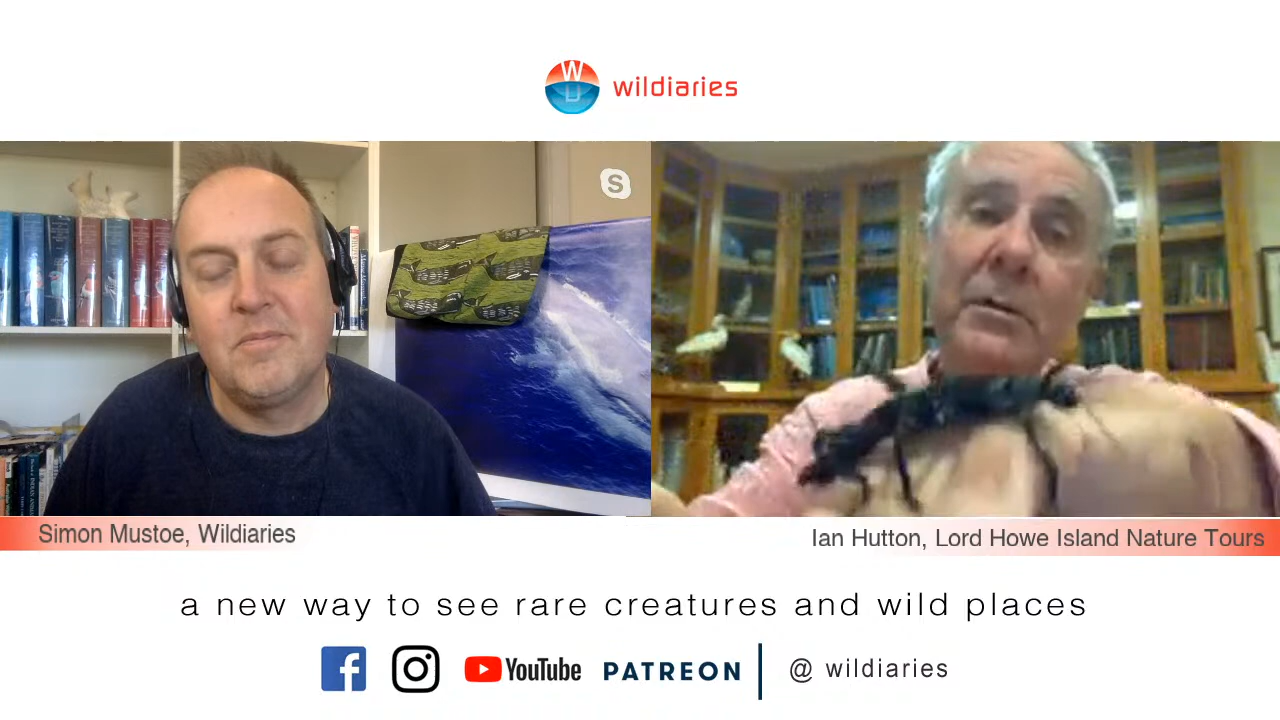 W
D
wildiaries
S
Simon Mustoe, Wildiaries
Ian Hutton, Lord Howe Island Nature Tours
a new way to see rare creatures and wild places
f
YouTube
PATREON
@ wildiaries